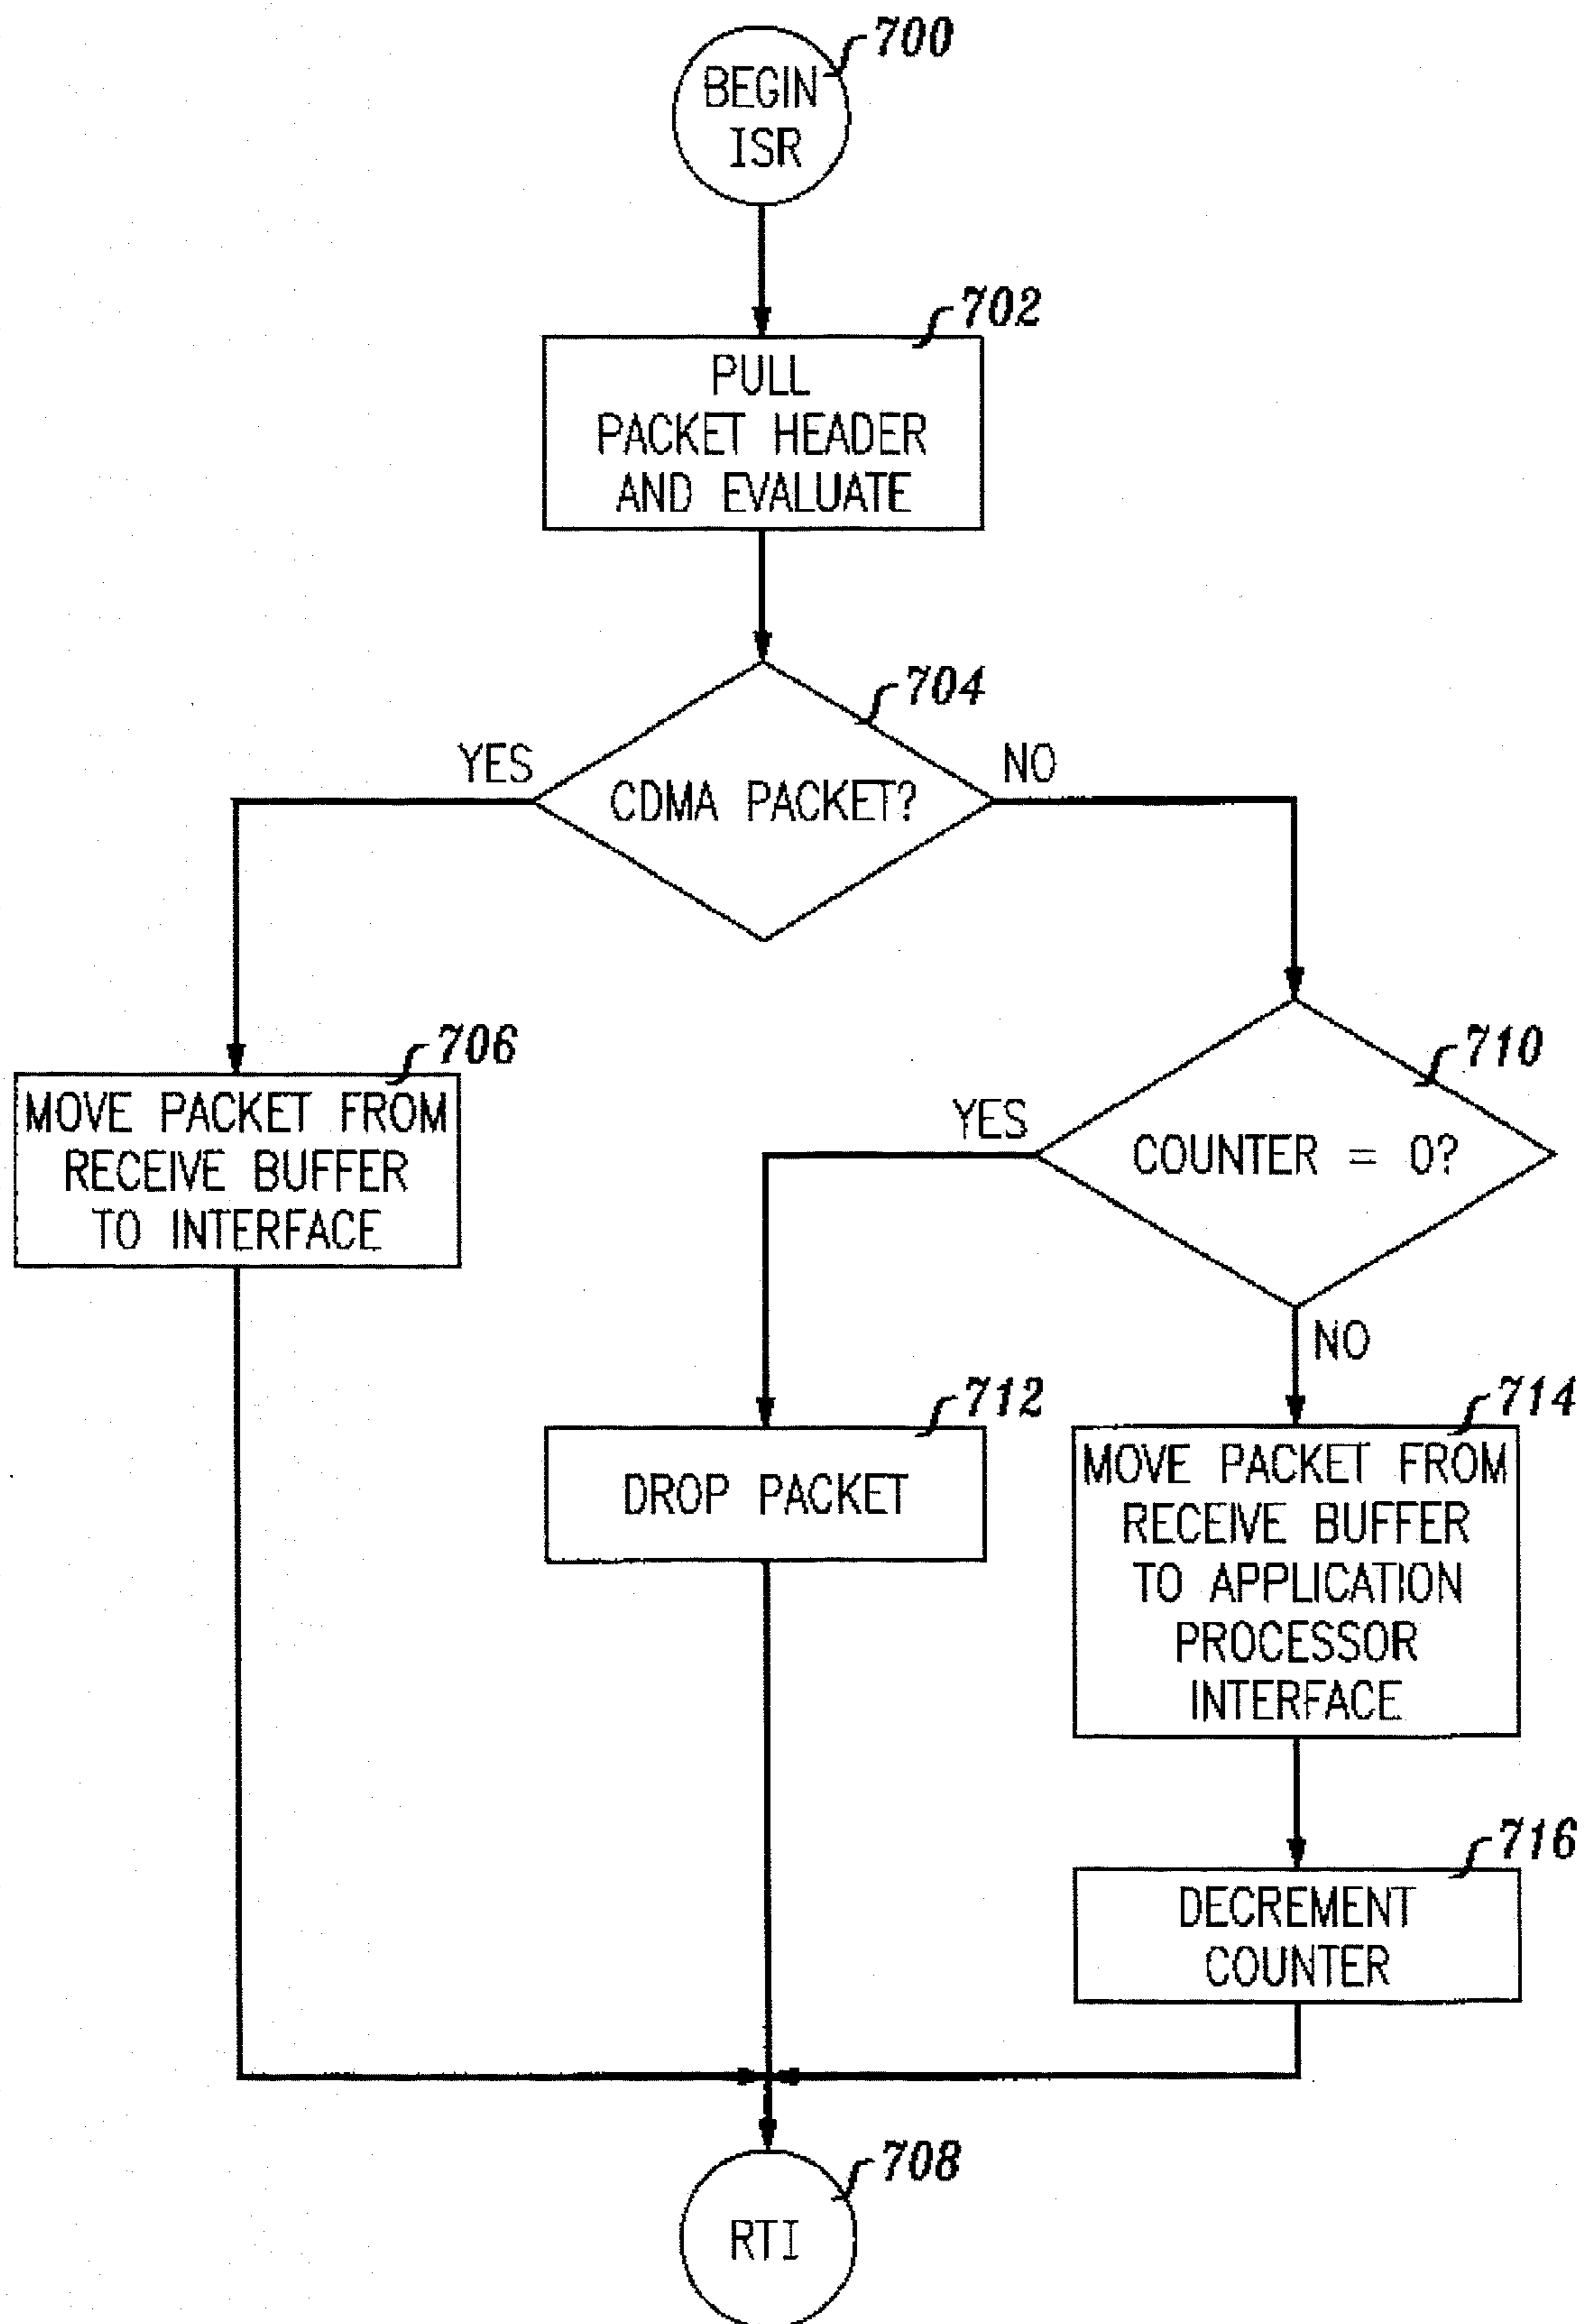 700
BEGIN
ISR
702
PULL
PACKET HEADER
AND EVALUATE
704
YES
NO
CDMA PACKET?
706
MOVE PACKET FROM
RECEIVE BUFFER
TO INTERFACE
710
YES
COUNTER = 0?
NO
712
DROP PACKET
714
MOVE PACKET FROM
RECEIVE BUFFER
TO APPLICATION
PROCESSOR
INTERFACE
716
DECREMENT
COUNTER
708
RTI